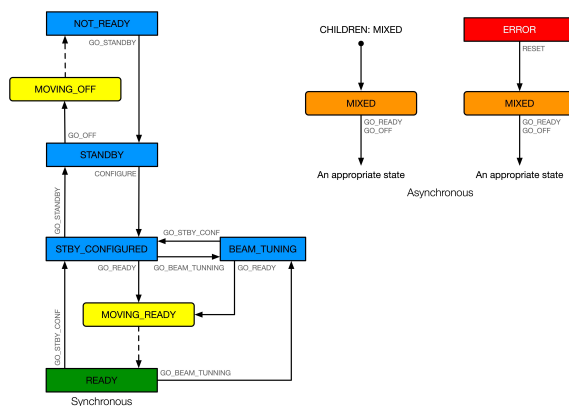 NOT_READY
GO_STANDBY
MOVING_OFF
GO_OFF
STANDBY
CONFIGURE
GO_STANDBY
GO_STBY_CONF
STBY_CONFIGURED
BEAM_TUNING
GO_READY
GO_BEAM_TUNNING
GO_READY
MOVING_READY
GO_STBY_CONF
GO_BEAM_TUNNING
READY
Synchronous
CHILDREN: MIXED
MIXED
GO_READY
GO_OFF
An appropriate state
ERROR
RESET
MIXED
GO_READY
GO_OFF
An appropriate state
Asynchronous